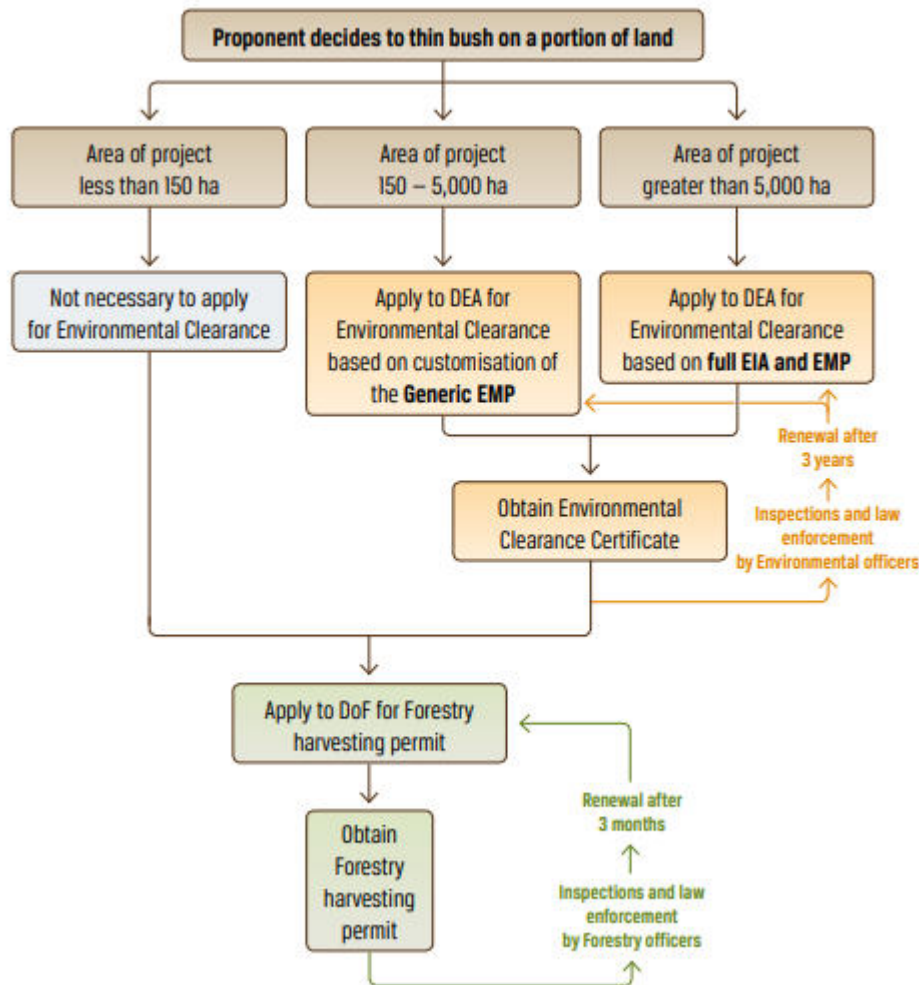 Proponent decides to thin bush on a portion of land
Area of project
less than 150 ha
Area of project
150 – 5,000 ha
Area of project
greater than 5,000 ha
Not necessary to apply
for Environmental Clearance
Apply to DEA for
Environmental Clearance
based on customisation of
the Generic EMP
Apply to DEA for
Environmental Clearance
based on full EIA and EMP
Renewal after
3 years
Obtain Environmental
Clearance Certificate
Inspections and law
enforcement
by Environmental officers
Apply to DoF for Forestry
harvesting permit
Renewal after
3 months
Obtain
Forestry
harvesting
permit
Inspections and law
enforcement
by Forestry officers